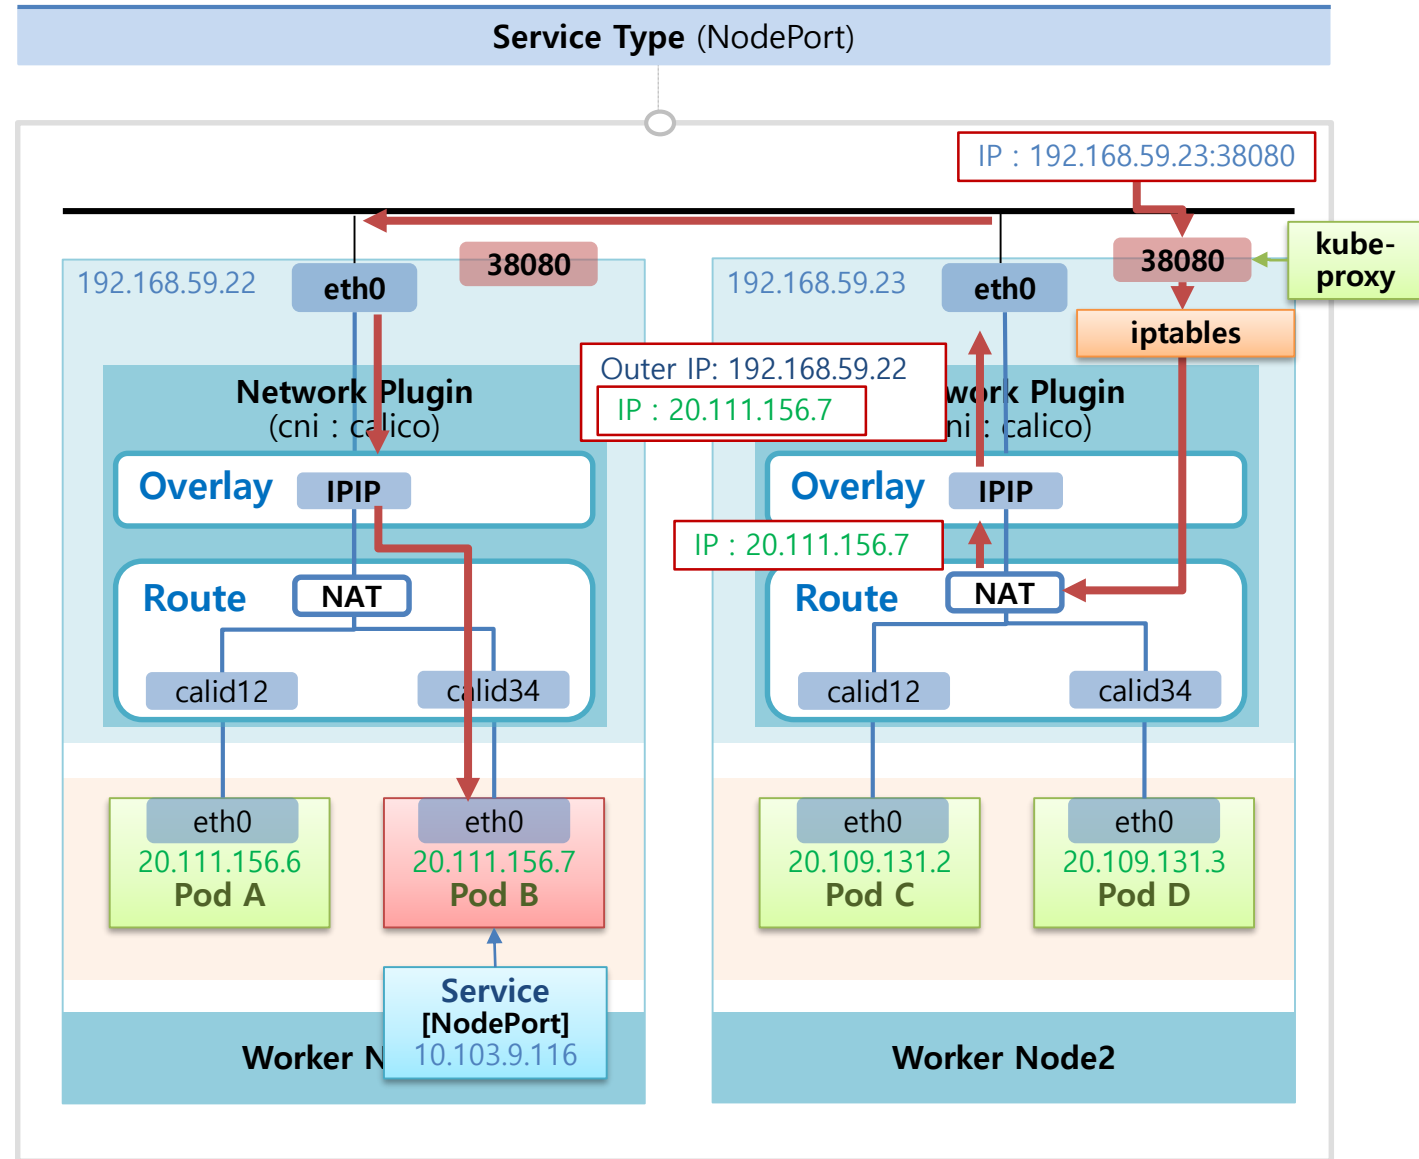 Service Type (NodePort)
IP : 192.168.59.23:38080
kube-
proxy
38080
38080
192.168.59.22
eth0
192.168.59.23
eth0
iptables
Outer IP: 192.168.59.22
IP : 20.111.156.7
Network Plugin
(cni : calico)
work Plugin
ni : calico)
Overlay
IPIP
Overlay
IPIP
IP : 20.111.156.7
Route
NAT
Route
NAT
calid12
calid34
calid12
calid34
eth0
20.111.156.6
Pod A
eth0
20.111.156.7
Pod B
eth0
20.109.131.2
Pod C
eth0
20.109.131.3
Pod D
Service
[NodePort]
10.103.9.116
Worker N
Worker Node2